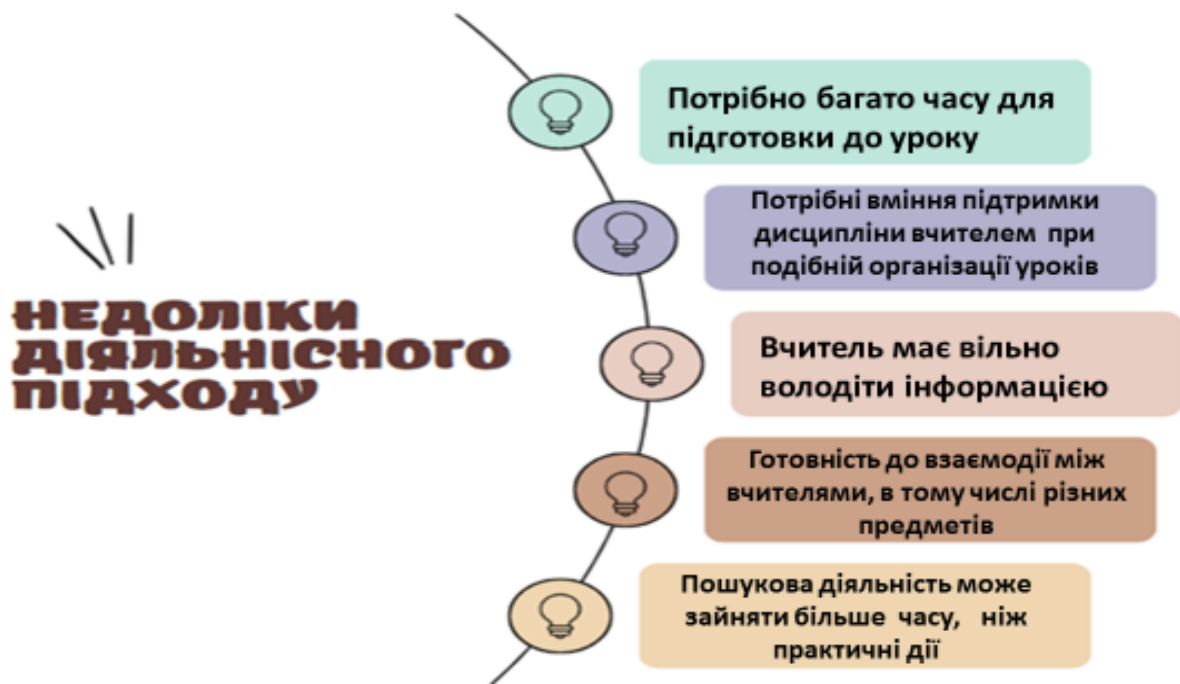 НЕДОЛІКИ
ДІЯЛЬНІСНОГО
ПІДХОДУ
Потрібно багато часу для
підготовки до уроку
Потрібні вміння підтримки
дисципліни вчителем при
подібній організації уроків
Вчитель має вільно
володіти інформацією
Готовність до взаємодії між
вчителями, в тому числі різних
предметів
Пошукова діяльність може
зайняти більше часу, ніж
практичні дії